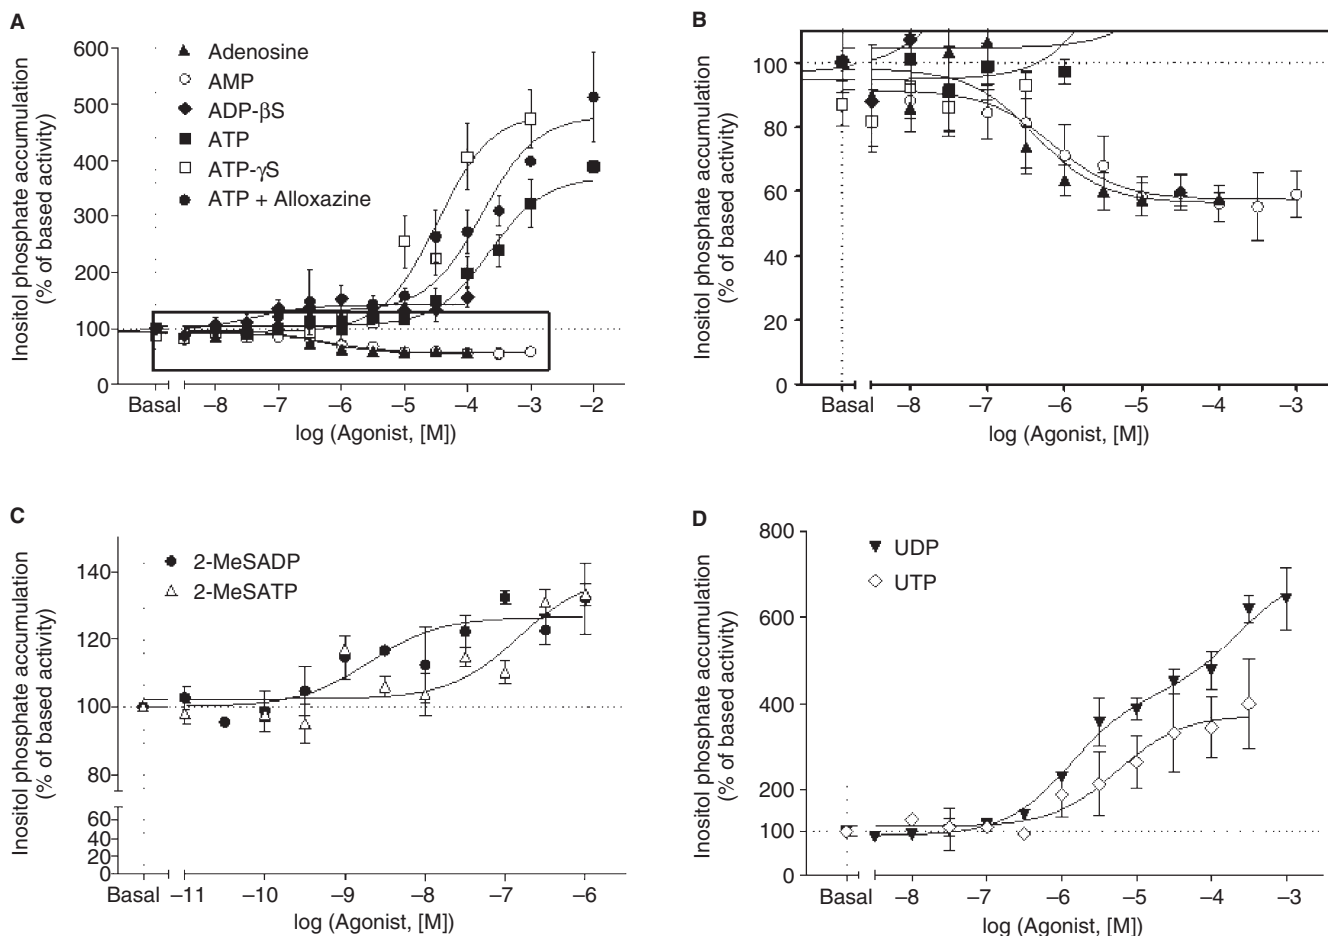 A
600
500
400
300
200
100
0
Inositol phosphate accumulation
(% of based activity)
Adenosine
AMP
ADP-βS
ATP
ATP-γS
ATP + Alloxazine
Basal –8 –7 –6 –5 –4 –3 –2
log (Agonist, [M])
B
100
80
60
40
20
0
Inositol phosphate accumulation
(% of based activity)
Basal –8 –7 –6 –5 –4 –3
log (Agonist, [M])
C
140
120
100
80
60
40
20
0
Inositol phosphate accumulation
(% of based activity)
2-MeSADP
2-MeSATP
Basal –11 –10 –9 –8 –7 –6
log (Agonist, [M])
D
800
600
400
200
100
0
Inositol phosphate accumulation
(% of based activity)
UDP
UTP
Basal –8 –7 –6 –5 –4 –3
log (Agonist, [M])